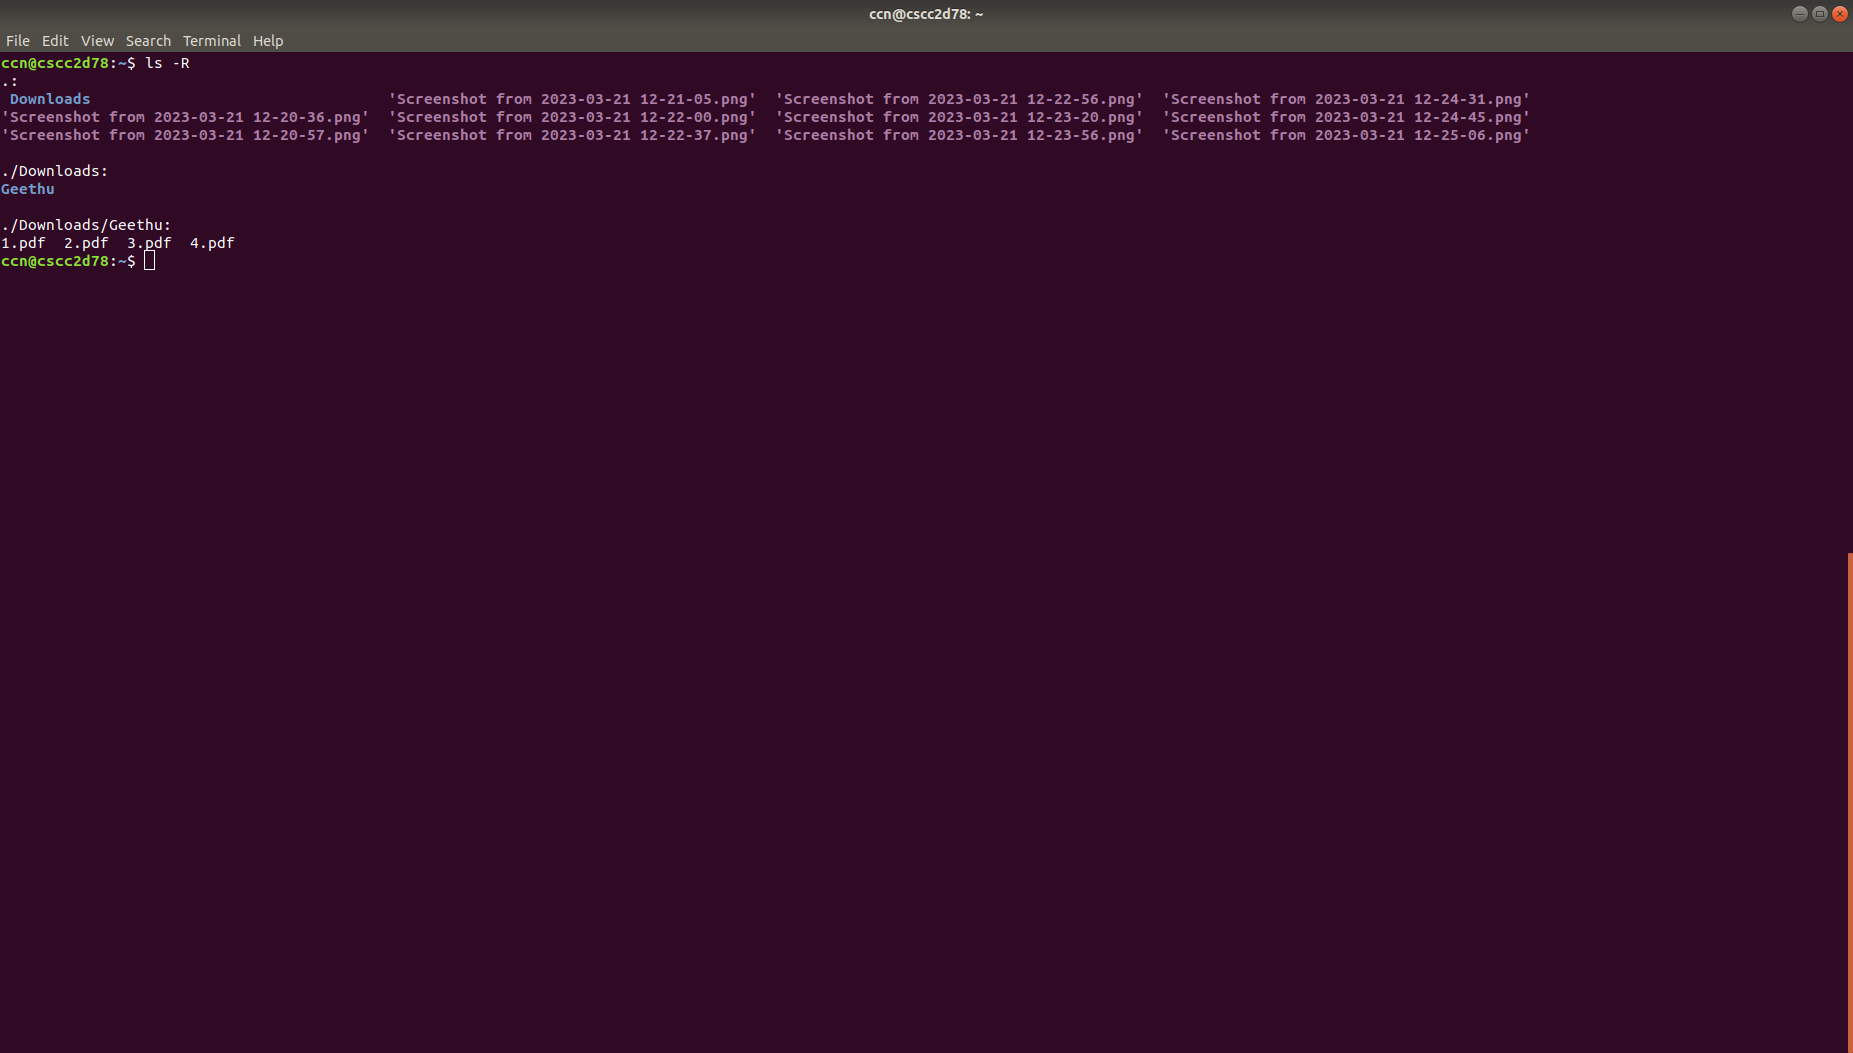 ccn@cscc2d78: ~
File Edit View Search Terminal Help
ccn@cscc2d78:~$ ls -R
.:
Downloads 'Screenshot from 2023-03-21 12-21-05.png' 'Screenshot from 2023-03-21 12-22-56.png' 'Screenshot from 2023-03-21 12-24-31.png'
'Screenshot from 2023-03-21 12-20-36.png' 'Screenshot from 2023-03-21 12-22-00.png' 'Screenshot from 2023-03-21 12-23-20.png' 'Screenshot from 2023-03-21 12-24-45.png'
'Screenshot from 2023-03-21 12-20-57.png' 'Screenshot from 2023-03-21 12-22-37.png' 'Screenshot from 2023-03-21 12-23-56.png' 'Screenshot from 2023-03-21 12-25-06.png'
./Downloads:
Geethu
./Downloads/Geethu:
1.pdf 2.pdf 3.pdf 4.pdf
ccn@cscc2d78:~$